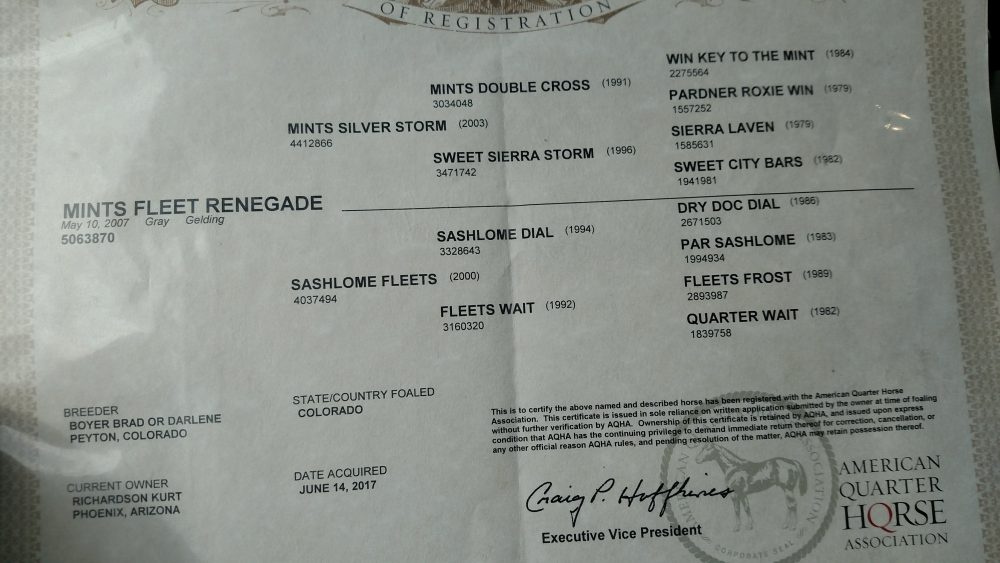 OF REGISTRATION
WIN KEY TO THE MINT (1984)
2275564
MINTS DOUBLE CROSS (1991)
3034048
PARDNER ROXIE WIN (1979)
1557252
MINTS SILVER STORM (2003)
4412866
SIERRA LAVEN (1979)
1585631
SWEET SIERRA STORM (1996)
3471742
SWEET CITY BARS (1982)
1941981
MINTS FLEET RENEGADE
May 10, 2007 Gray Gelding
5063870
DRY DOC DIAL (1986)
2671503
SASHLOME DIAL (1994)
3328643
PAR SASHLOME (1983)
1994934
SASHLOME FLEETS (2000)
4037494
FLEETS FROST (1989)
2893987
FLEETS WAIT (1992)
3160320
QUARTER WAIT (1982)
1839758
BREEDER
BOYER BRAD OR DARLENE
PEYTON, COLORADO
STATE/COUNTRY FOALED
COLORADO
CURRENT OWNER
RICHARDSON KURT
PHOENIX, ARIZONA
DATE ACQUIRED
JUNE 14, 2017
This is to certify the above named and described horse has been registered with the American Quarter Horse
Association. This certificate is issued in sole reliance on written application submitted by the owner at time of foaling
without further verification by AQHA. Ownership of this certificate is retained by AQHA, and issued upon express
condition that AQHA has the continuing privilege to demand immediate return thereof for correction, cancellation, or
any other official reason AQHA rules, and pending resolution of the matter, AQHA may retain possession thereof.
Craig P. Huffhines
Executive Vice President
CORPORATE SEAL
AMERICAN
QUARTER
HORSE
ASSOCIATION